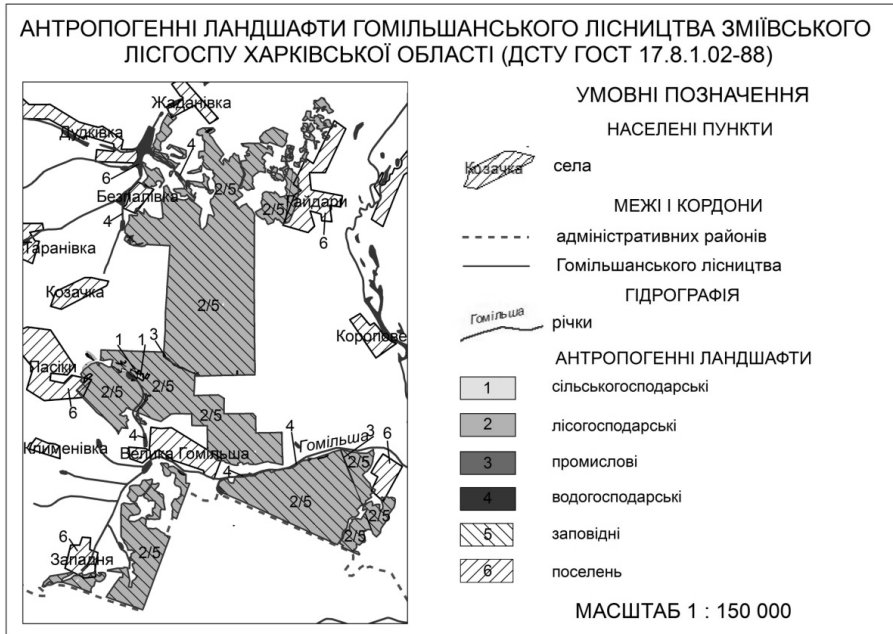 АНТРОПОГЕННІ ЛАНДШАФТИ ГОМІЛЬШАНСЬКОГО ЛІСНИЦТВА ЗМІЇВСЬКОГО
ЛІСГОСПУ ХАРКІВСЬКОЇ ОБЛАСТІ (ДСТУ ГОСТ 17.8.1.02-88)
Жаданівка
Дудківка
4
6
2/5
Безпалівка
2/5
Гайдари
4
6
Таранівка
Козачка
2/5
1 1 3
Коропове
Пасіки
2/5
2/5
6
2/5
4
4
Гомільша
3
6
Клименівка
Велика Гомільша
2/5
4
2/5
2/5
2/5
2/5
6
Западня
2/5
УМОВНІ ПОЗНАЧЕННЯ
НАСЕЛЕНІ ПУНКТИ
Козачка села
МЕЖІ І КОРДОНИ
адміністративних районів
Гомільшанського лісництва
ГІДРОГРАФІЯ
Гомільша річки
АНТРОПОГЕННІ ЛАНДШАФТИ
1 сільськогосподарські
2 лісогосподарські
3 промислові
4 водогосподарські
5 заповідні
6 поселень
МАСШТАБ 1 : 150 000